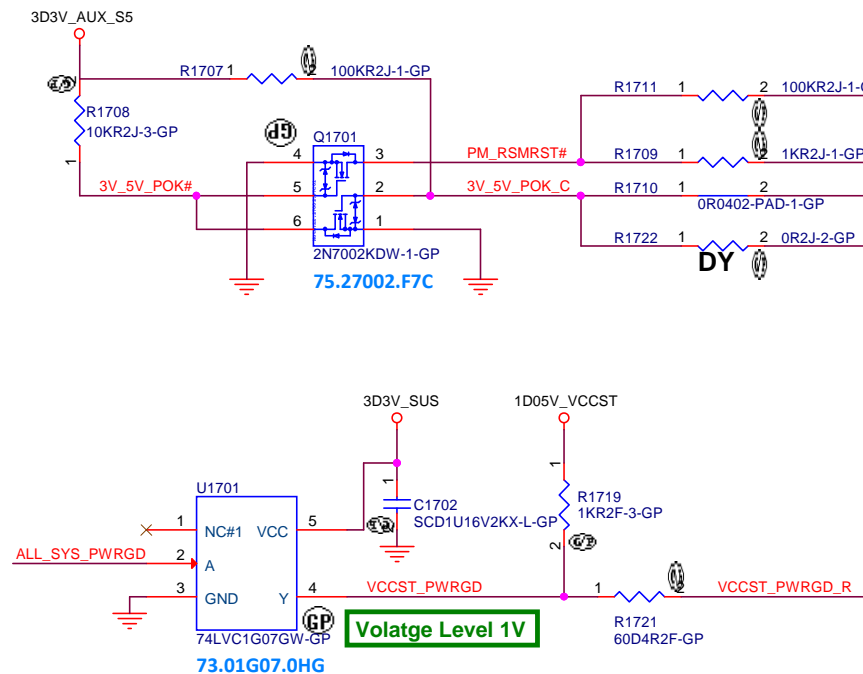 3D3V_AUX_S5
R1707 1 2 100KR2J-1-GP
R1711 1 2 100KR2J-1-G
R1708
10KR2J-3-GP
1
GP
Q1701
4 3 PM_RSMRST# R1709 1 2 1KR2J-1-GP
3V_5V_POK# 5 2 3V_5V_POK_C R1710 1 2
0R0402-PAD-1-GP
6 1 R1722 1 2 0R2J-2-GP
2N7002KDW-1-GP
DY
75.27002.F7C
3D3V_SUS 1D05V_VCCST
U1701
1 NC#1 VCC 5
1
C1702
SCD1U16V2KX-L-GP
1
R1719
1KR2F-3-GP
2
GP
ALL_SYS_PWRGD 2 A
3 GND Y 4 VCCST_PWRGD 1 2 VCCST_PWRGD_R
GP
74LVC1G07GW-GP
Volatge Level 1V
R1721
60D4R2F-GP
73.01G07.0HG